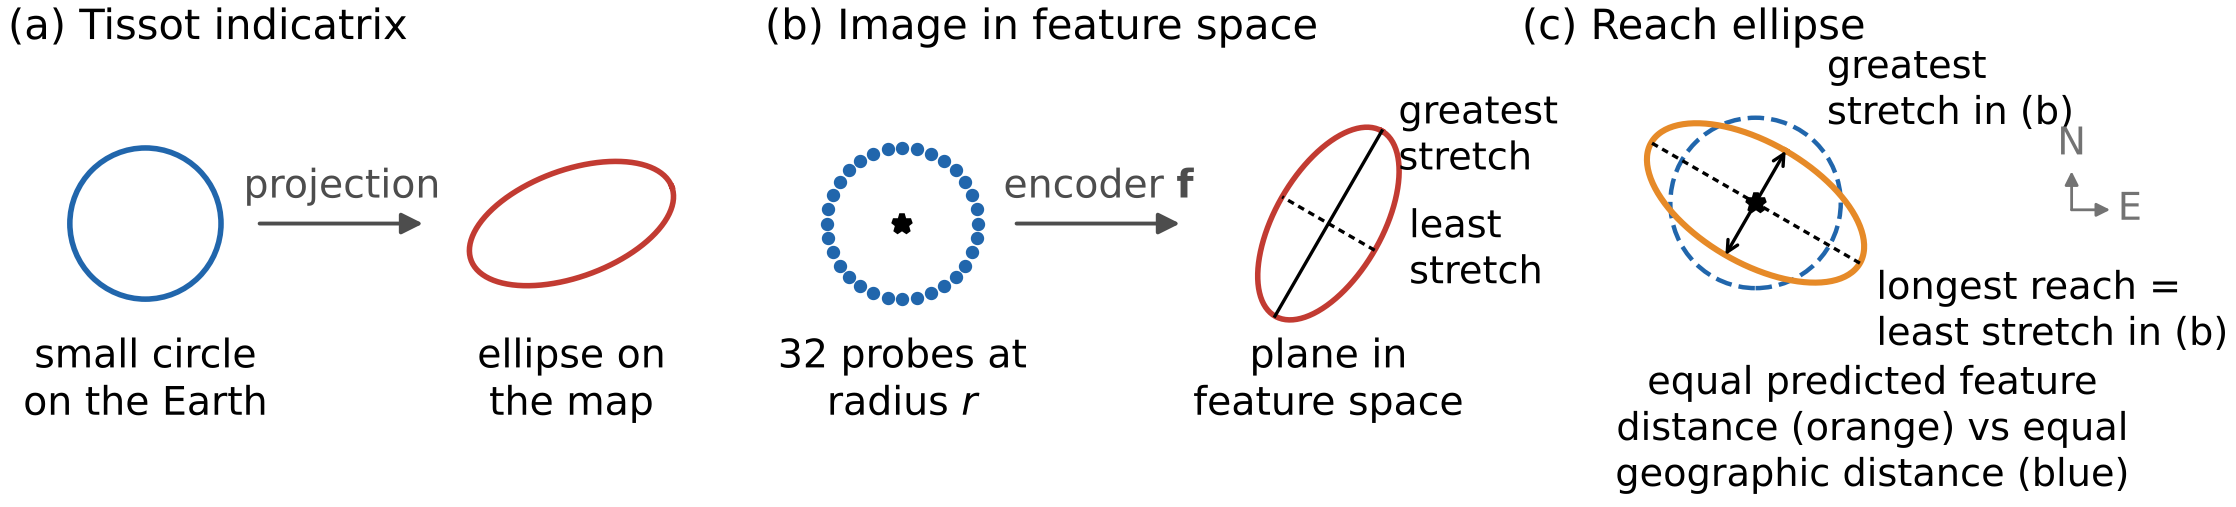 (a) Tissot indicatrix
projection
small circle
on the Earth
ellipse on
the map
(b) Image in feature space
encoder f
greatest
stretch
least
stretch
32 probes at
radius r
plane in
feature space
(c) Reach ellipse
greatest
stretch in (b)
N
E
longest reach =
least stretch in (b)
equal predicted feature
distance (orange) vs equal
geographic distance (blue)